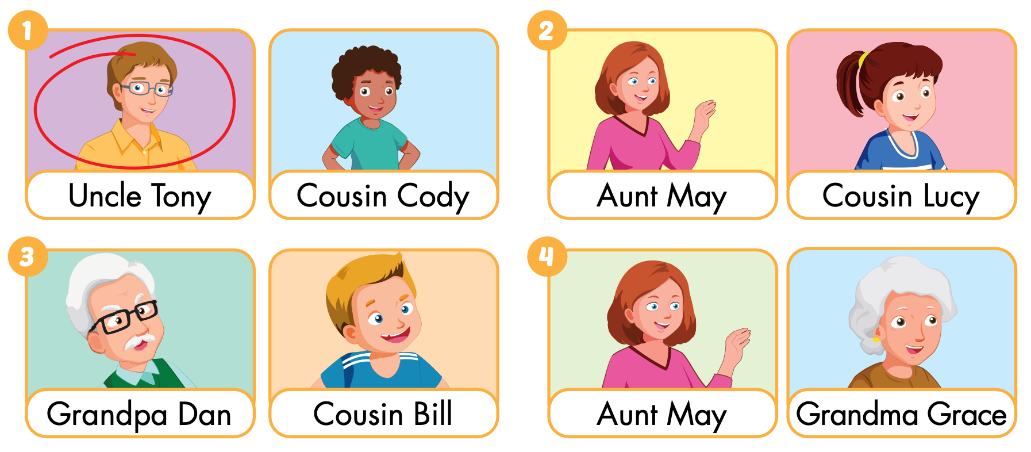 1
Uncle Tony
Cousin Cody
2
Aunt May
Cousin Lucy
3
Grandpa Dan
Cousin Bill
4
Aunt May
Grandma Grace